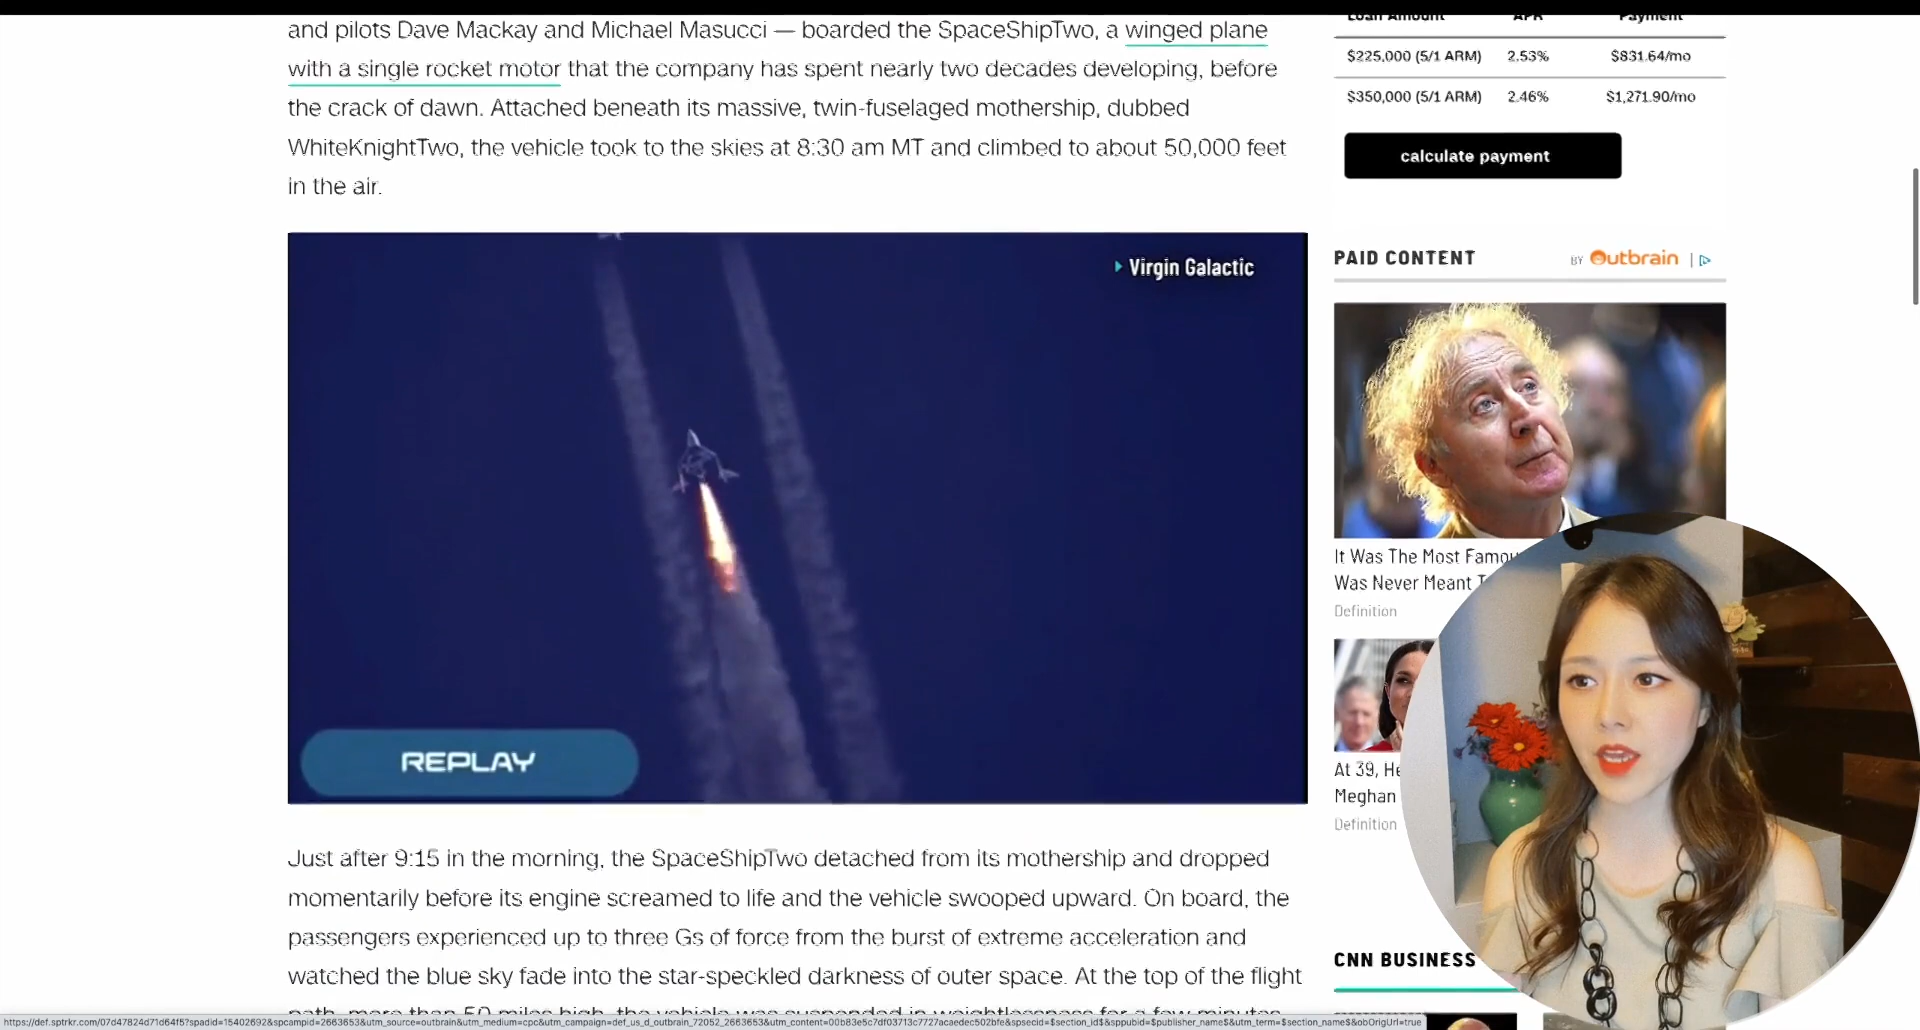 and pilots Dave Mackay and Michael Masucci — boarded the SpaceShipTwo, a winged plane
with a single rocket motor that the company has spent nearly two decades developing, before
the crack of dawn. Attached beneath its massive, twin-fuselaged mothership, dubbed
WhiteKnightTwo, the vehicle took to the skies at 8:30 am MT and climbed to about 50,000 feet
in the air.
Virgin Galactic
REPLAY
Just after 9:15 in the morning, the SpaceShipTwo detached from its mothership and dropped
momentarily before its engine screamed to life and the vehicle swooped upward. On board, the
passengers experienced up to three Gs of force from the burst of extreme acceleration and
watched the blue sky fade into the star-speckled darkness of outer space. At the top of the flight
path, more than 50 miles high, the vehicle was suspended in weightlessness for a few minutes,
Loan Amount APR Payment
$225,000 (5/1 ARM) 2.53% $831.64/mo
$350,000 (5/1 ARM) 2.46% $1,271.90/mo
calculate payment
PAID CONTENT BY Outbrain
It Was The Most Famou
Was Never Meant T
Definition
At 39, He
Meghan
Definition
CNN BUSINESS
https://def.sptrkr.com/07d47824d71d64f5?spadid=15402692&spcampid=2663653&utm_source=outbrain&utm_medium=cpc&utm_campaign=def_us_d_outbrain_72052_2663653&utm_content=00b83e5c7df03713c7727acaedec502bfe&spsecid=$section_id$&sppubid=$publisher_name$&utm_term=$section_name$&obOrigUrl=true